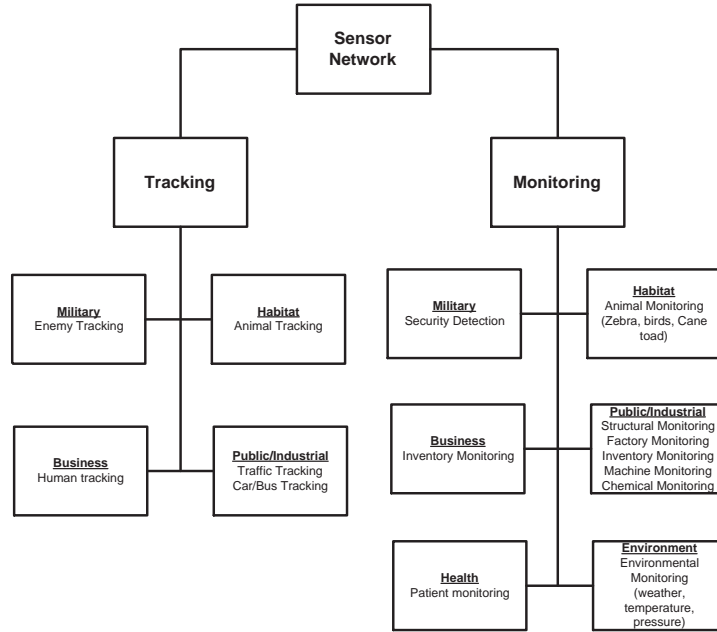 Sensor
Network
Tracking
Monitoring
Military
Enemy Tracking
Habitat
Animal Tracking
Military
Security Detection
Habitat
Animal Monitoring
(Zebra, birds, Cane
toad)
Business
Human tracking
Public/Industrial
Traffic Tracking
Car/Bus Tracking
Business
Inventory Monitoring
Public/Industrial
Structural Monitoring
Factory Monitoring
Inventory Monitoring
Machine Monitoring
Chemical Monitoring
Health
Patient monitoring
Environment
Environmental
Monitoring
(weather,
temperature,
pressure)